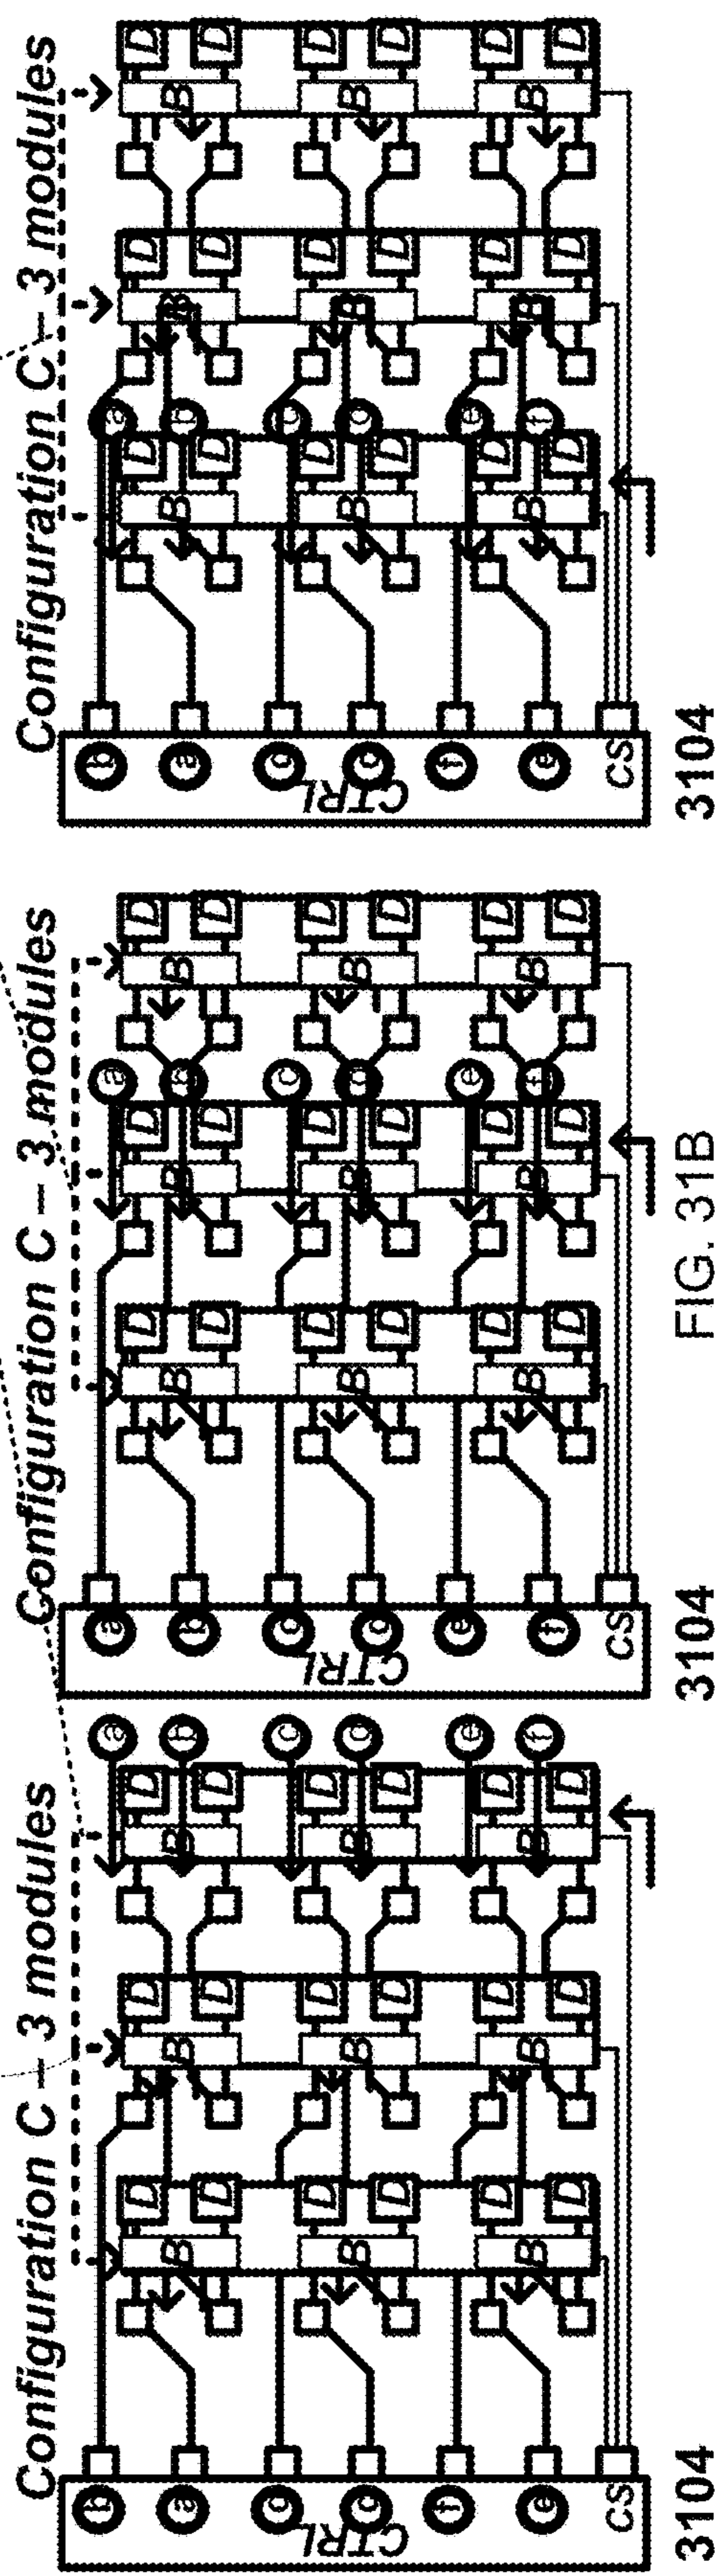 Configuration C – 3 modules
Configuration C – 3 modules
Configuration C – 3 modules
b B D D B D D B D D a
a b
CTRL
B D D B D D B D D
c
f B D D B D D B D D e
e f
CS
a B D D B D D B D D a
b b
CTRL
B D D B D D B D D
c
e B D D B D D B D D e
f f
CS
b B D D B D D B D D a
a b
CTRL
B D D B D D B D D
c
f B D D B D D B D D e
e f
CS
3104
3104
3104
FIG. 31B